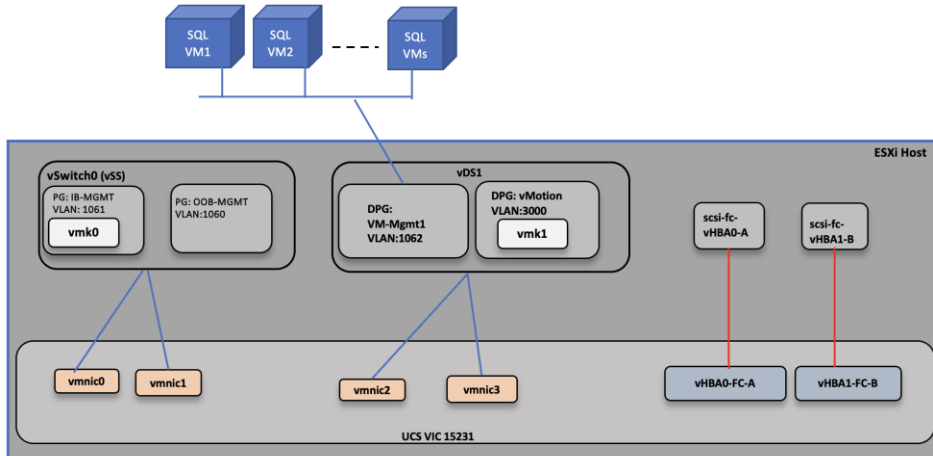 SQL
VM1
SQL
VM2
SQL
VMs
ESXi Host
vSwitch0 (vSS)
PG: IB-MGMT
VLAN: 1061
vmk0
PG: OOB-MGMT
VLAN:1060
vDS1
DPG:
VM-Mgmt1
VLAN:1062
DPG: vMotion
VLAN:3000
vmk1
scsi-fc-
vHBA0-A
scsi-fc-
vHBA1-B
vmnic0
vmnic1
vmnic2
vmnic3
vHBA0-FC-A
vHBA1-FC-B
UCS VIC 15231